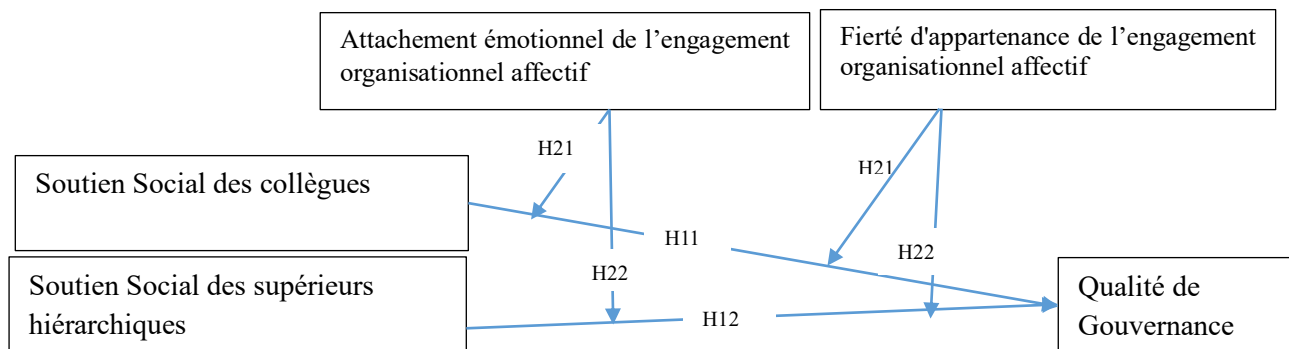 Attachement émotionnel de l’engagement
organisationnel affectif
Fierté d'appartenance de l’engagement
organisationnel affectif
H21
H21
Soutien Social des collègues
H11
H22
H22
Soutien Social des supérieurs
hiérarchiques
H12
Qualité de
Gouvernance